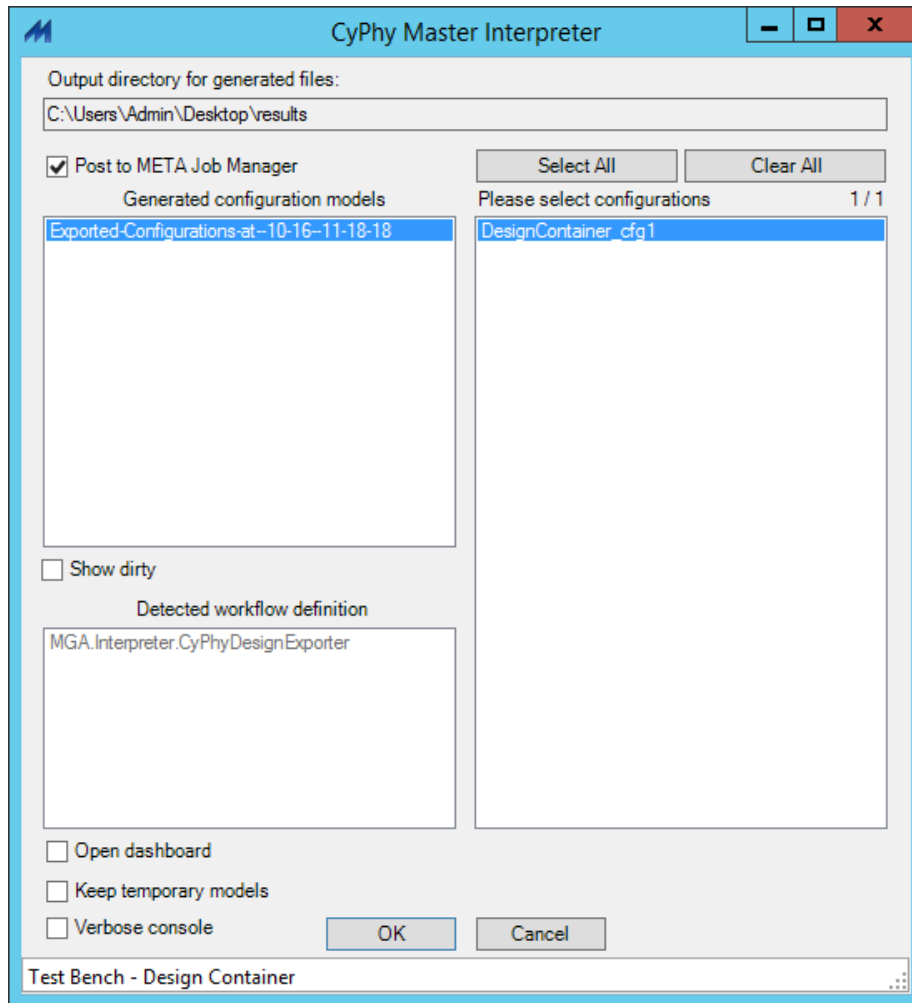 CyPhy Master Interpreter
Output directory for generated files:
C:\Users\Admin\Desktop\results
Post to META Job Manager
Select All
Clear All
Generated configuration models
Please select configurations
1 / 1
Exported-Configurations-at--10-16--11-18-18
DesignContainer_cfg1
Show dirty
Detected workflow definition
MGA.Interpreter.CyPhyDesignExporter
Open dashboard
Keep temporary models
Verbose console
OK
Cancel
Test Bench - Design Container